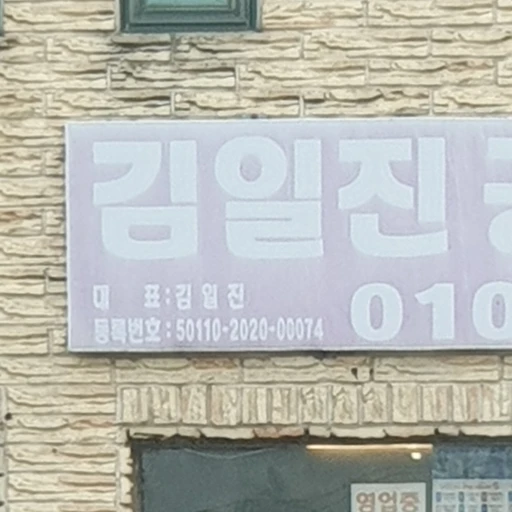 김일진
대 표 : 김 일 진
등록번호 : 50110-2020-00074
010
영업중